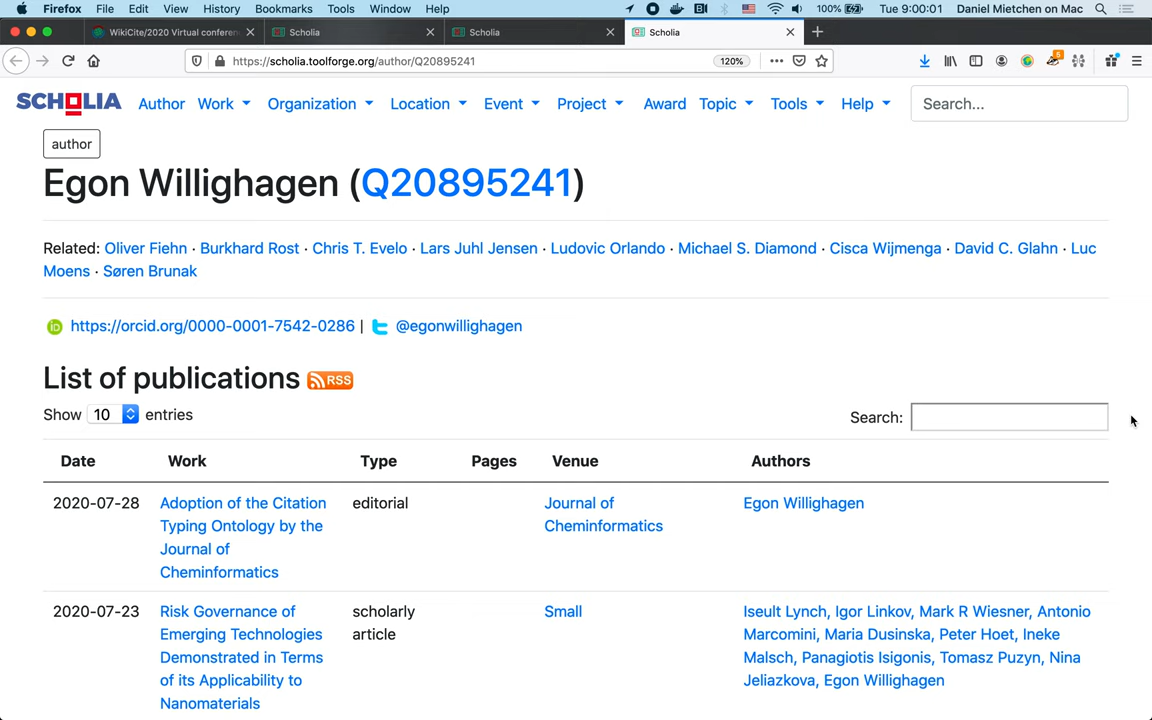 Firefox File Edit View History Bookmarks Tools Window Help 100% Tue 9:00:01 Daniel Mietchen on Mac
WikiCite/2020 Virtual conferen Scholia Scholia Scholia
https://scholia.toolforge.org/author/Q20895241 120% 6
SCHOLIA Author Work Organization Location Event Project Award Topic Tools Help Search...
author
Egon Willighagen (Q20895241)
Related: Oliver Fiehn · Burkhard Rost · Chris T. Evelo · Lars Juhl Jensen · Ludovic Orlando · Michael S. Diamond · Cisca Wijmenga · David C. Glahn · Luc
Moens · Søren Brunak
iD https://orcid.org/0000-0001-7542-0286 | @egonwillighagen
List of publications RSS
Show 10 entries
Search:
Date Work Type Pages Venue Authors
2020-07-28 Adoption of the Citation editorial Journal of Egon Willighagen
Typing Ontology by the Cheminformatics
Journal of
Cheminformatics
2020-07-23 Risk Governance of scholarly Small Iseult Lynch, Igor Linkov, Mark R Wiesner, Antonio
Emerging Technologies article Marcomini, Maria Dusinska, Peter Hoet, Ineke
Demonstrated in Terms Malsch, Panagiotis Isigonis, Tomasz Puzyn, Nina
of its Applicability to Jeliazkova, Egon Willighagen
Nanomaterials